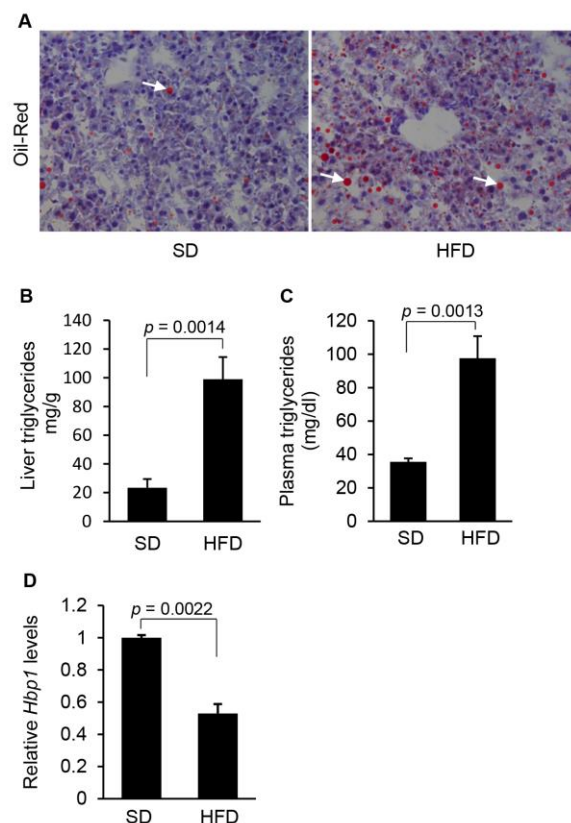 A
Oil-Red
SD
HFD
B
Liver triglycerides
mg/g
140
120
100
80
60
40
20
0
p = 0.0014
SD
HFD
C
Plasma triglycerides
(mg/dl)
120
100
80
60
40
20
0
p = 0.0013
SD
HFD
D
Relative Hbp1 levels
1.2
1
0.8
0.6
0.4
0.2
0
p = 0.0022
SD
HFD